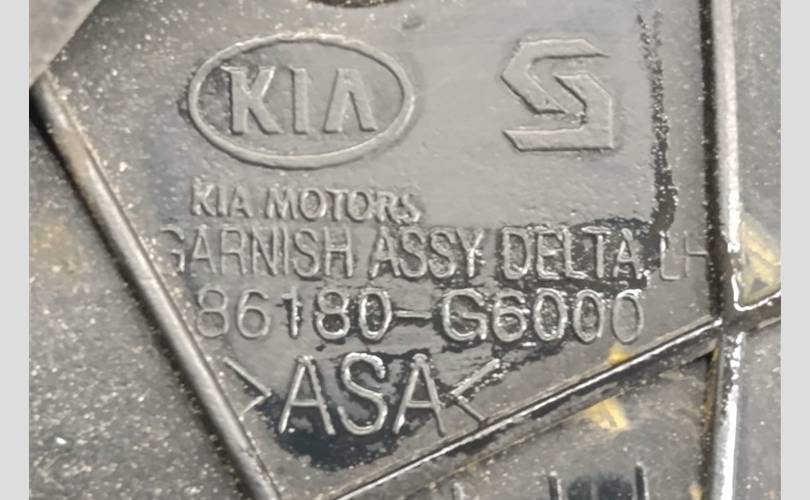 KIA
KIA MOTORS
GARNISH ASSY DELTA, LH
86180-G6000
>ASA<